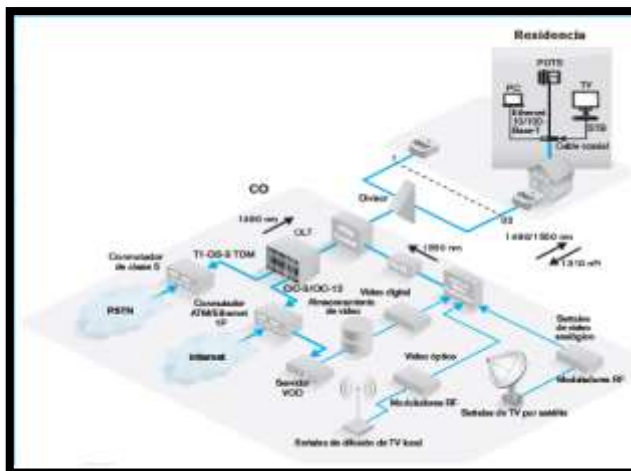 Residencia
POTS
PC
TV
Ethernet
10/100
Base-T
STB
Cable coaxial
1
Divisor
32
CO
1490 nm
OLT
1550 nm
1490/1550 nm
1310 nm
Conmutador
de clase 5
T1-DS-3 TDM
OC-3/OC-12
Video digital
Almacenamiento
de video
PSTN
Conmutador
ATM/Ethernet
IP
Señales
de video
analógico
Internet
Video óptico
Servidor
VOD
Moduladores RF
Moduladores RF
Señales de TV por satélite
Señales de difusión de TV local